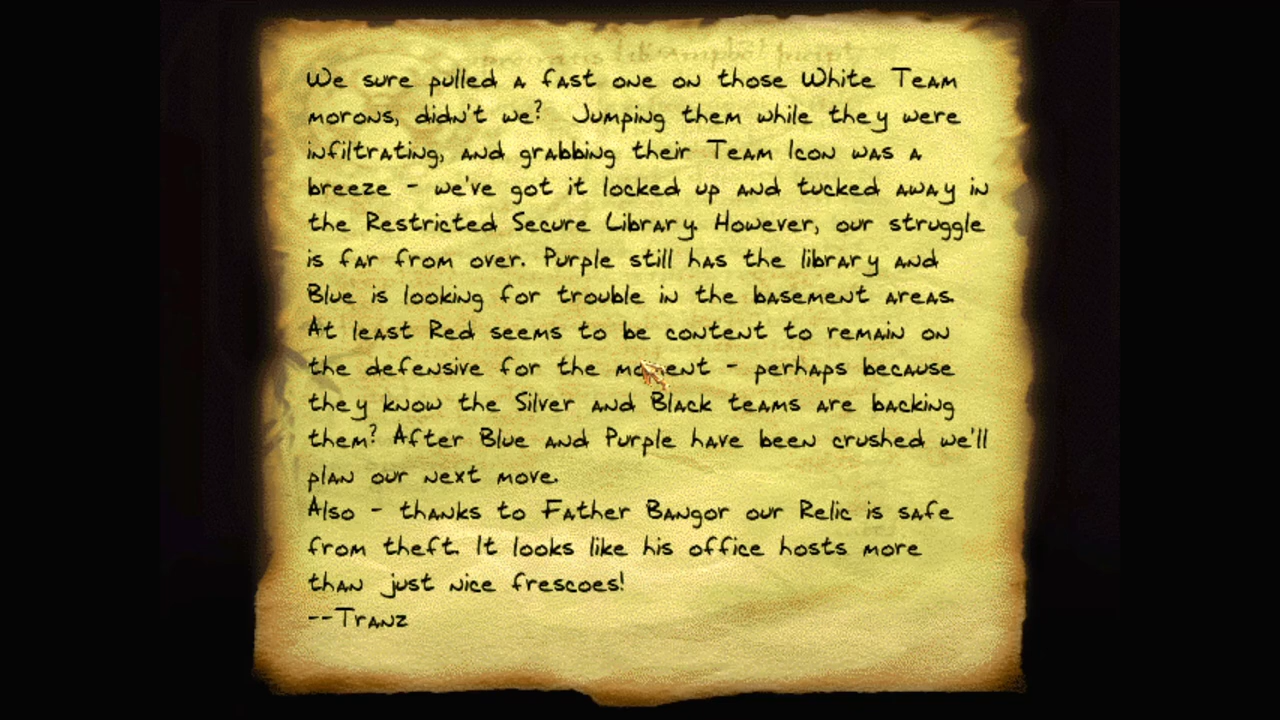 We sure pulled a fast one on those White Team
morons, didn't we?  Jumping them while they were
infiltrating, and grabbing their Team Icon was a
breeze - we've got it locked up and tucked away in
the Restricted Secure Library. However, our struggle
is far from over. Purple still has the library and
Blue is looking for trouble in the basement areas.
At least Red seems to be content to remain on
the defensive for the moment - perhaps because
they know the Silver and Black teams are backing
them? After Blue and Purple have been crushed we'll
plan our next move.
Also - thanks to Father Bangor our Relic is safe
from theft. It looks like his office hosts more
than just nice frescoes!
--Tranz